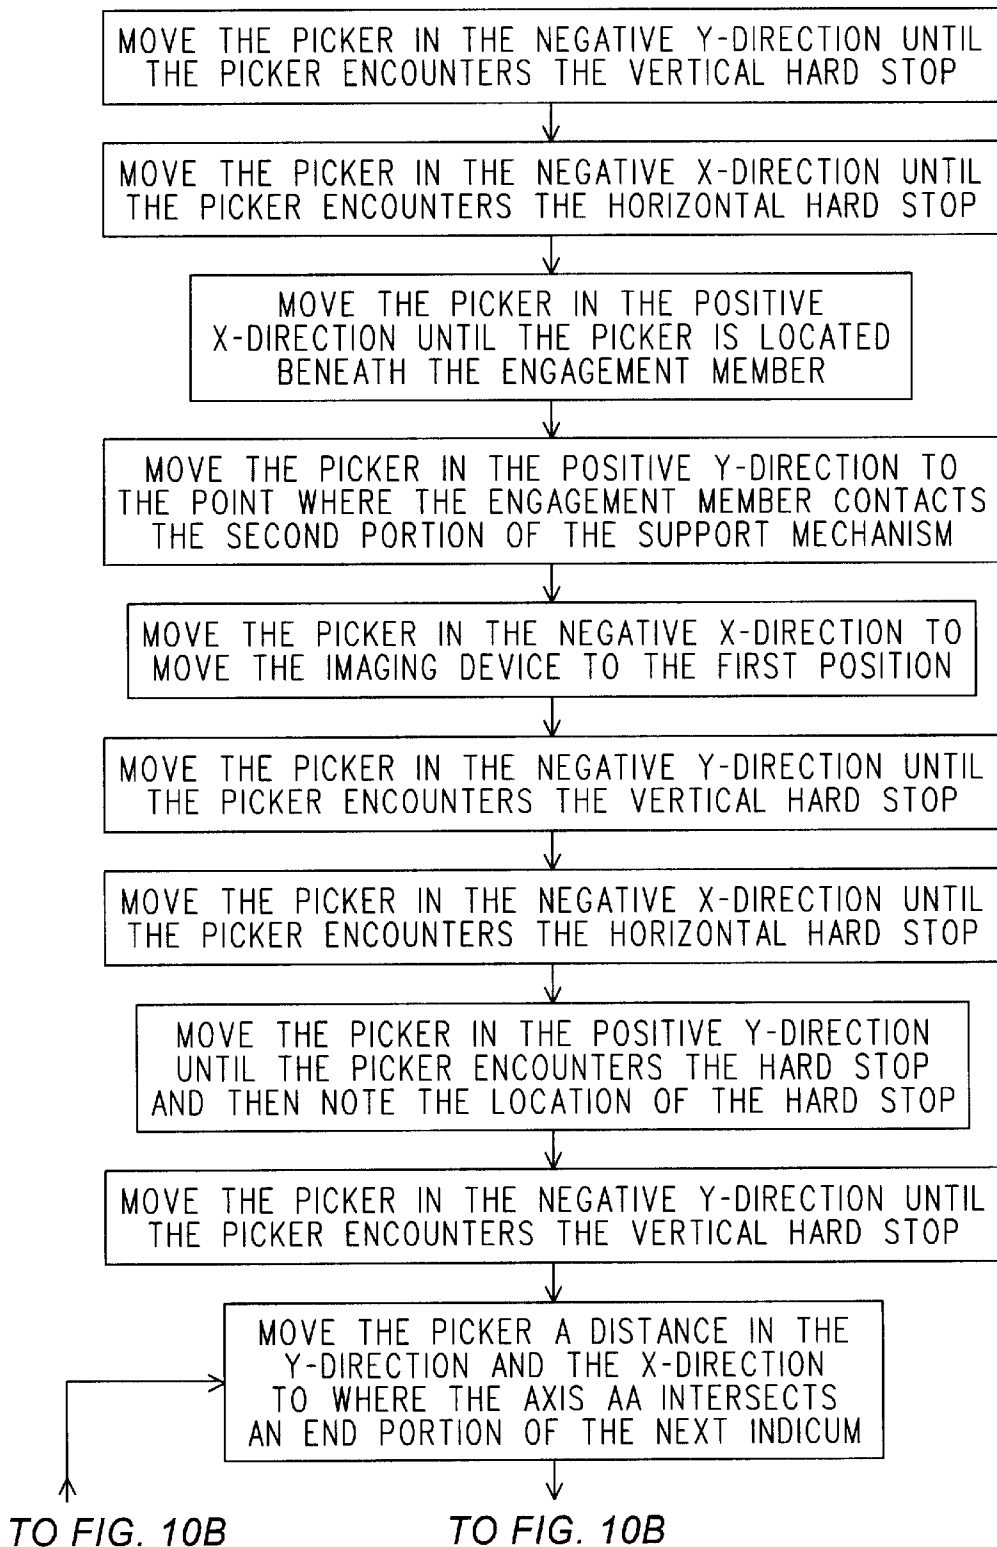 MOVE THE PICKER IN THE NEGATIVE Y-DIRECTION UNTIL
THE PICKER ENCOUNTERS THE VERTICAL HARD STOP
MOVE THE PICKER IN THE NEGATIVE X-DIRECTION UNTIL
THE PICKER ENCOUNTERS THE HORIZONTAL HARD STOP
MOVE THE PICKER IN THE POSITIVE
X-DIRECTION UNTIL THE PICKER IS LOCATED
BENEATH THE ENGAGEMENT MEMBER
MOVE THE PICKER IN THE POSITIVE Y-DIRECTION TO
THE POINT WHERE THE ENGAGEMENT MEMBER CONTACTS
THE SECOND PORTION OF THE SUPPORT MECHANISM
MOVE THE PICKER IN THE NEGATIVE X-DIRECTION TO
MOVE THE IMAGING DEVICE TO THE FIRST POSITION
MOVE THE PICKER IN THE NEGATIVE Y-DIRECTION UNTIL
THE PICKER ENCOUNTERS THE VERTICAL HARD STOP
MOVE THE PICKER IN THE NEGATIVE X-DIRECTION UNTIL
THE PICKER ENCOUNTERS THE HORIZONTAL HARD STOP
MOVE THE PICKER IN THE POSITIVE Y-DIRECTION
UNTIL THE PICKER ENCOUNTERS THE HARD STOP
AND THEN NOTE THE LOCATION OF THE HARD STOP
MOVE THE PICKER IN THE NEGATIVE Y-DIRECTION UNTIL
THE PICKER ENCOUNTERS THE VERTICAL HARD STOP
MOVE THE PICKER A DISTANCE IN THE
Y-DIRECTION AND THE X-DIRECTION
TO WHERE THE AXIS AA INTERSECTS
AN END PORTION OF THE NEXT INDICUM
TO FIG. 10B
TO FIG. 10B